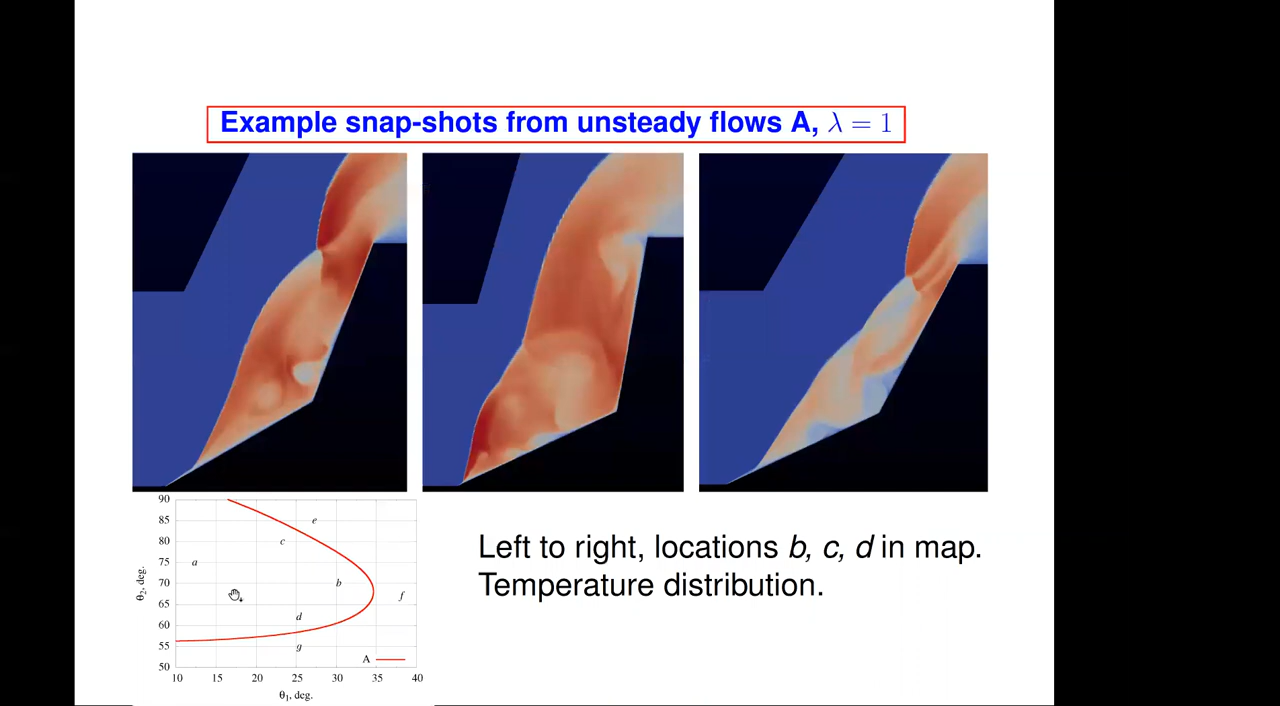 Example snap-shots from unsteady flows A, λ = 1
Left to right, locations b, c, d in map.
Temperature distribution.
90
85
80
75
70
65
60
55
50
θ2, deg.
a
b
c
d
e
f
g
A
10 15 20 25 30 35 40
θ1, deg.